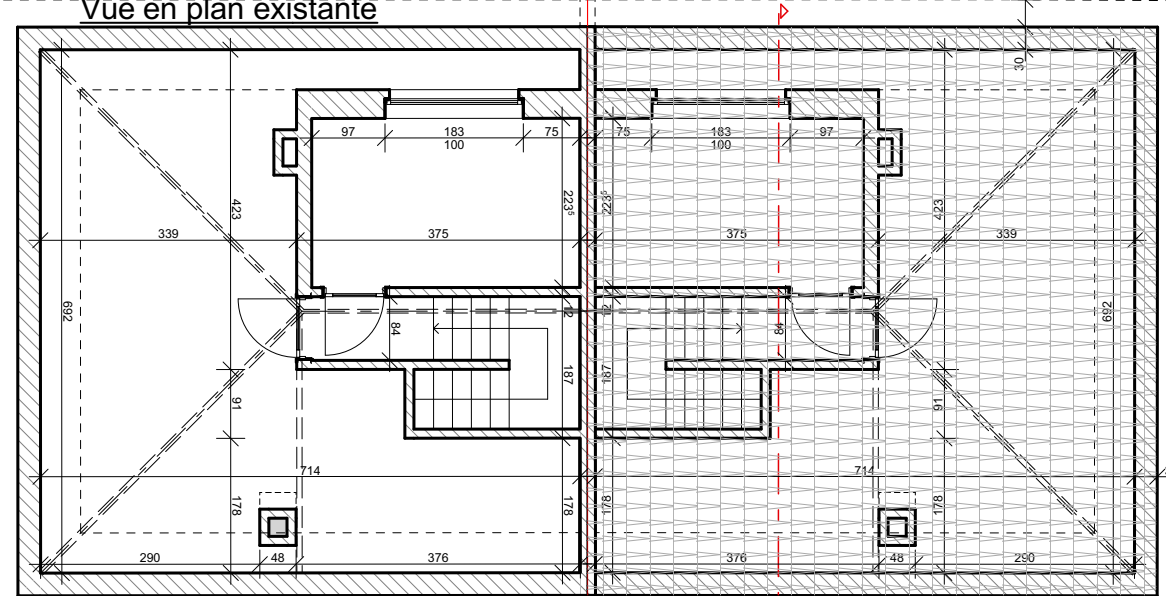 Vue en plan existante
30
97 183 75 75 183 97
100 100
423 223⁵ 223⁵ 423
339 375 375 339
692 12 12 692
84 84
187 187
91 91
714 714
178 178 178 178
290 48 376 376 48 290